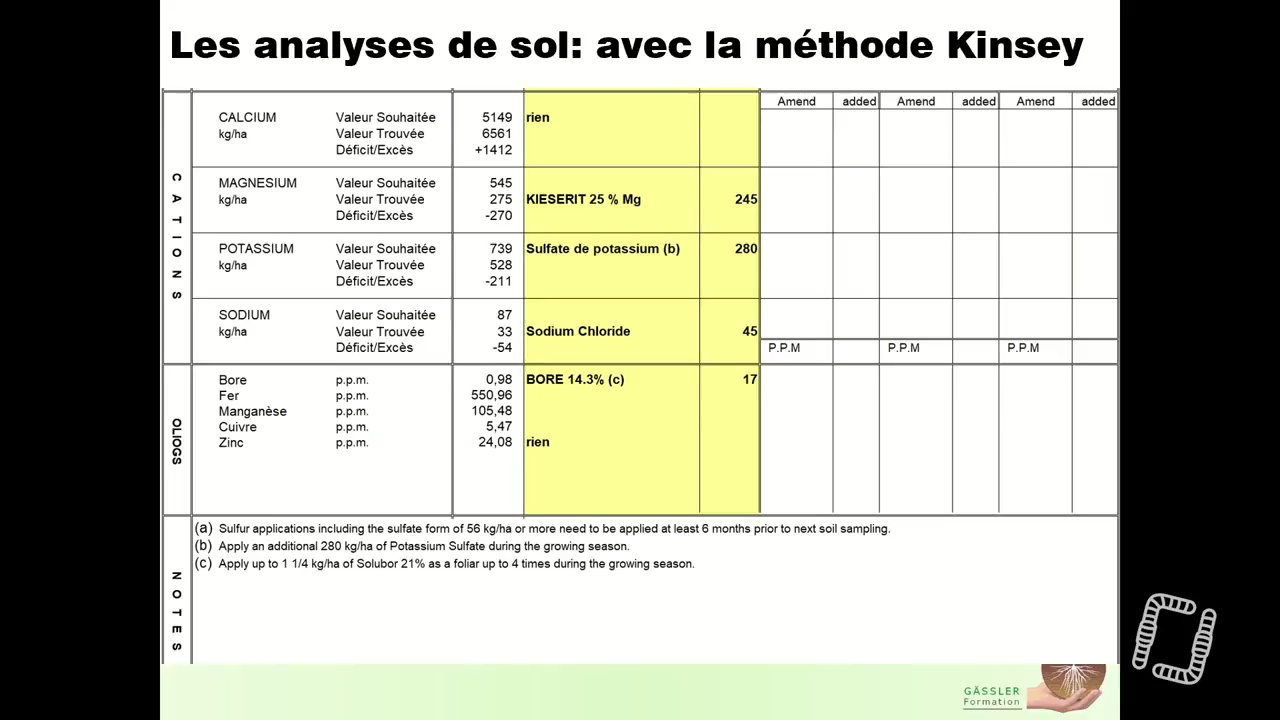 Les analyses de sol: avec la méthode Kinsey
Amend added Amend added Amend added
CALCIUM Valeur Souhaitée 5149 rien
kg/ha Valeur Trouvée 6561
Déficit/Excès +1412
MAGNESIUM Valeur Souhaitée 545
kg/ha Valeur Trouvée 275 KIESERIT 25 % Mg 245
Déficit/Excès -270
POTASSIUM Valeur Souhaitée 739 Sulfate de potassium (b) 280
kg/ha Valeur Trouvée 528
Déficit/Excès -211
SODIUM Valeur Souhaitée 87
kg/ha Valeur Trouvée 33 Sodium Chloride 45
Déficit/Excès -54 P.P.M P.P.M P.P.M
CATIONS
Bore p.p.m. 0,98 BORE 14.3% (c) 17
Fer p.p.m. 550,96
Manganèse p.p.m. 105,48
Cuivre p.p.m. 5,47
Zinc p.p.m. 24,08 rien
OLIOGS
(a) Sulfur applications including the sulfate form of 56 kg/ha or more need to be applied at least 6 months prior to next soil sampling.
(b) Apply an additional 280 kg/ha of Potassium Sulfate during the growing season.
(c) Apply up to 1 1/4 kg/ha of Solubor 21% as a foliar up to 4 times during the growing season.
NOTES
GÄSSLER
Formation